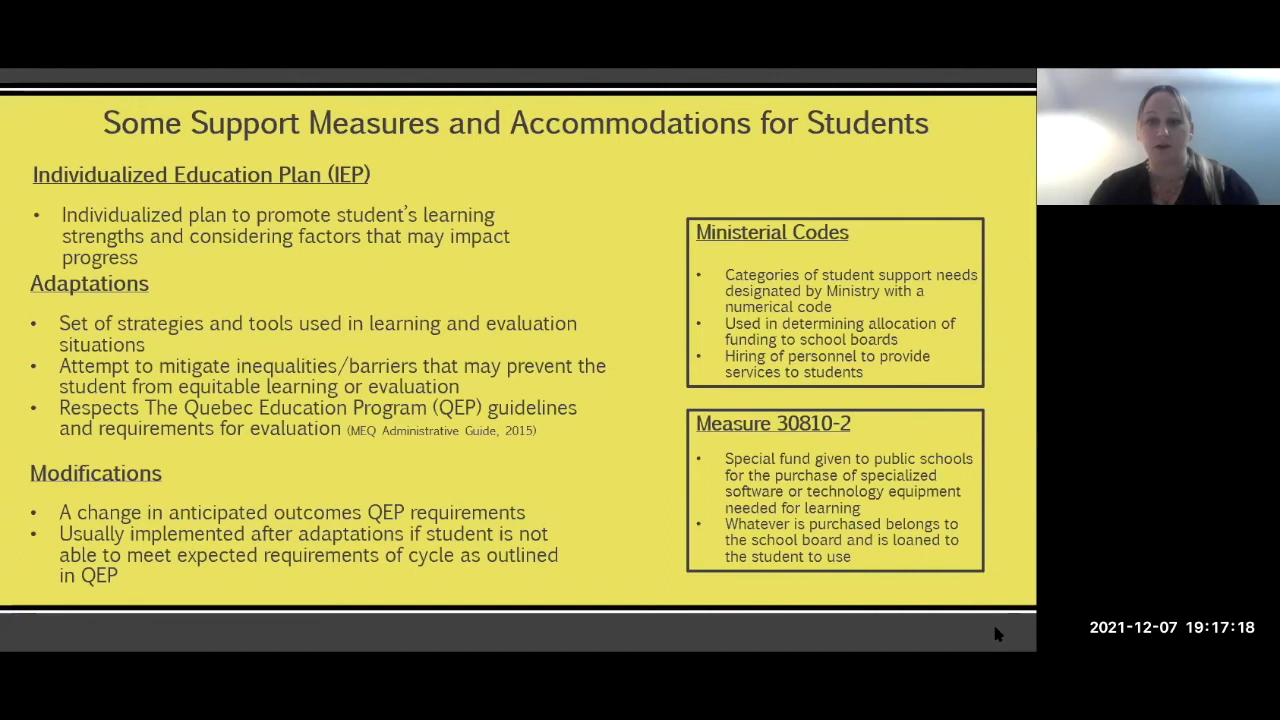 Some Support Measures and Accommodations for Students
Individualized Education Plan (IEP)
• Individualized plan to promote student's learning
strengths and considering factors that may impact
progress
Adaptations
• Set of strategies and tools used in learning and evaluation
situations
• Attempt to mitigate inequalities/barriers that may prevent the
student from equitable learning or evaluation
• Respects The Quebec Education Program (QEP) guidelines
and requirements for evaluation (MEQ Administrative Guide, 2015)
Modifications
• A change in anticipated outcomes QEP requirements
• Usually implemented after adaptations if student is not
able to meet expected requirements of cycle as outlined
in QEP
Ministerial Codes
• Categories of student support needs
designated by Ministry with a
numerical code
• Used in determining allocation of
funding to school boards
• Hiring of personnel to provide
services to students
Measure 30810-2
• Special fund given to public schools
for the purchase of specialized
software or technology equipment
needed for learning
• Whatever is purchased belongs to
the school board and is loaned to
the student to use
2021-12-07 19:17:18